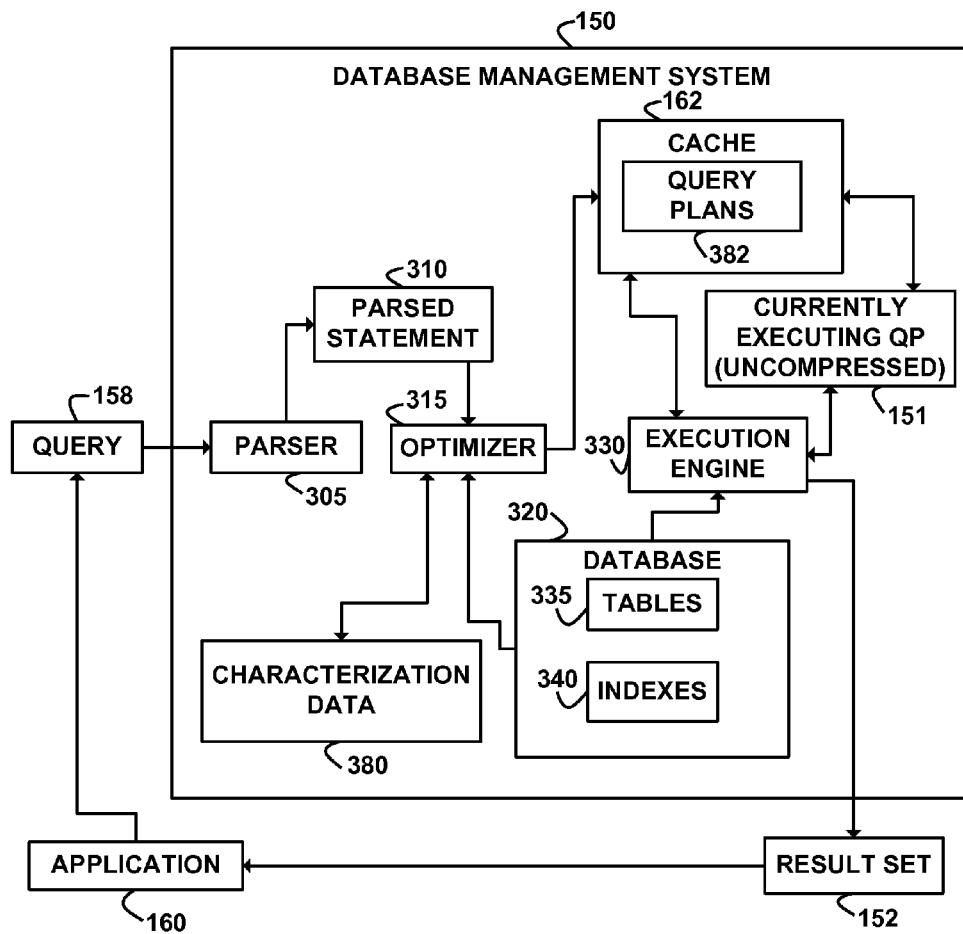 150
DATABASE MANAGEMENT SYSTEM
162
CACHE
QUERY
PLANS
382
310
PARSED
STATEMENT
CURRENTLY
EXECUTING QP
(UNCOMPRESSED)
151
158
QUERY
PARSER
305
315
OPTIMIZER
330
EXECUTION
ENGINE
320
DATABASE
335
TABLES
340
INDEXES
CHARACTERIZATION
DATA
380
APPLICATION
160
RESULT SET
152